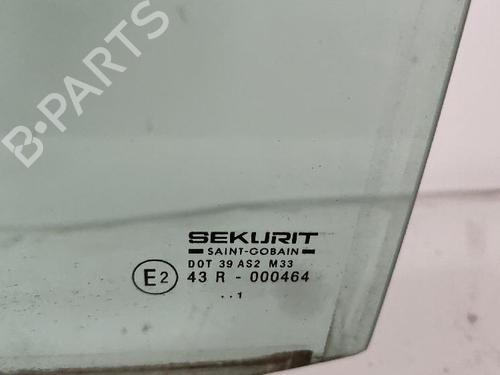 B-PARTS
SEKURIT
SAINT-GOBAIN
DOT 39 AS2 M33
E2 43 R - 000464
..1